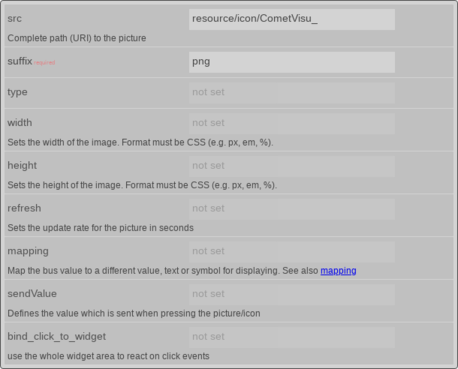 src resource/icon/CometVisu_
Complete path (URI) to the picture
suffix required png
type not set
width not set
Sets the width of the image. Format must be CSS (e.g. px, em, %).
height not set
Sets the height of the image. Format must be CSS (e.g. px, em, %).
refresh not set
Sets the update rate for the picture in seconds
mapping not set
Map the bus value to a different value, text or symbol for displaying. See also mapping
sendValue not set
Defines the value which is sent when pressing the picture/icon
bind_click_to_widget not set
use the whole widget area to react on click events